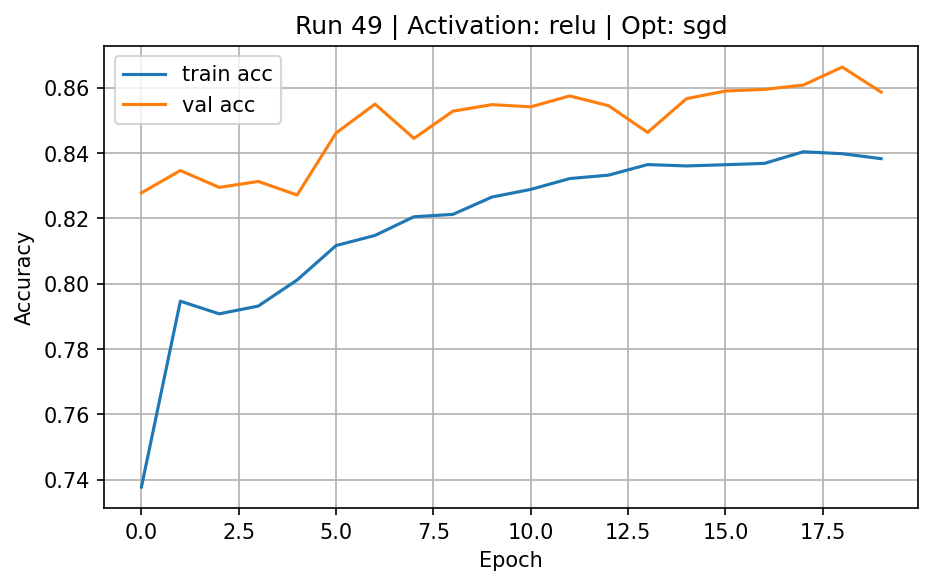 Run 49 | Activation: relu | Opt: sgd
train acc
val acc
0.86
0.84
0.82
0.80
0.78
0.76
0.74
Accuracy
0.0 2.5 5.0 7.5 10.0 12.5 15.0 17.5
Epoch